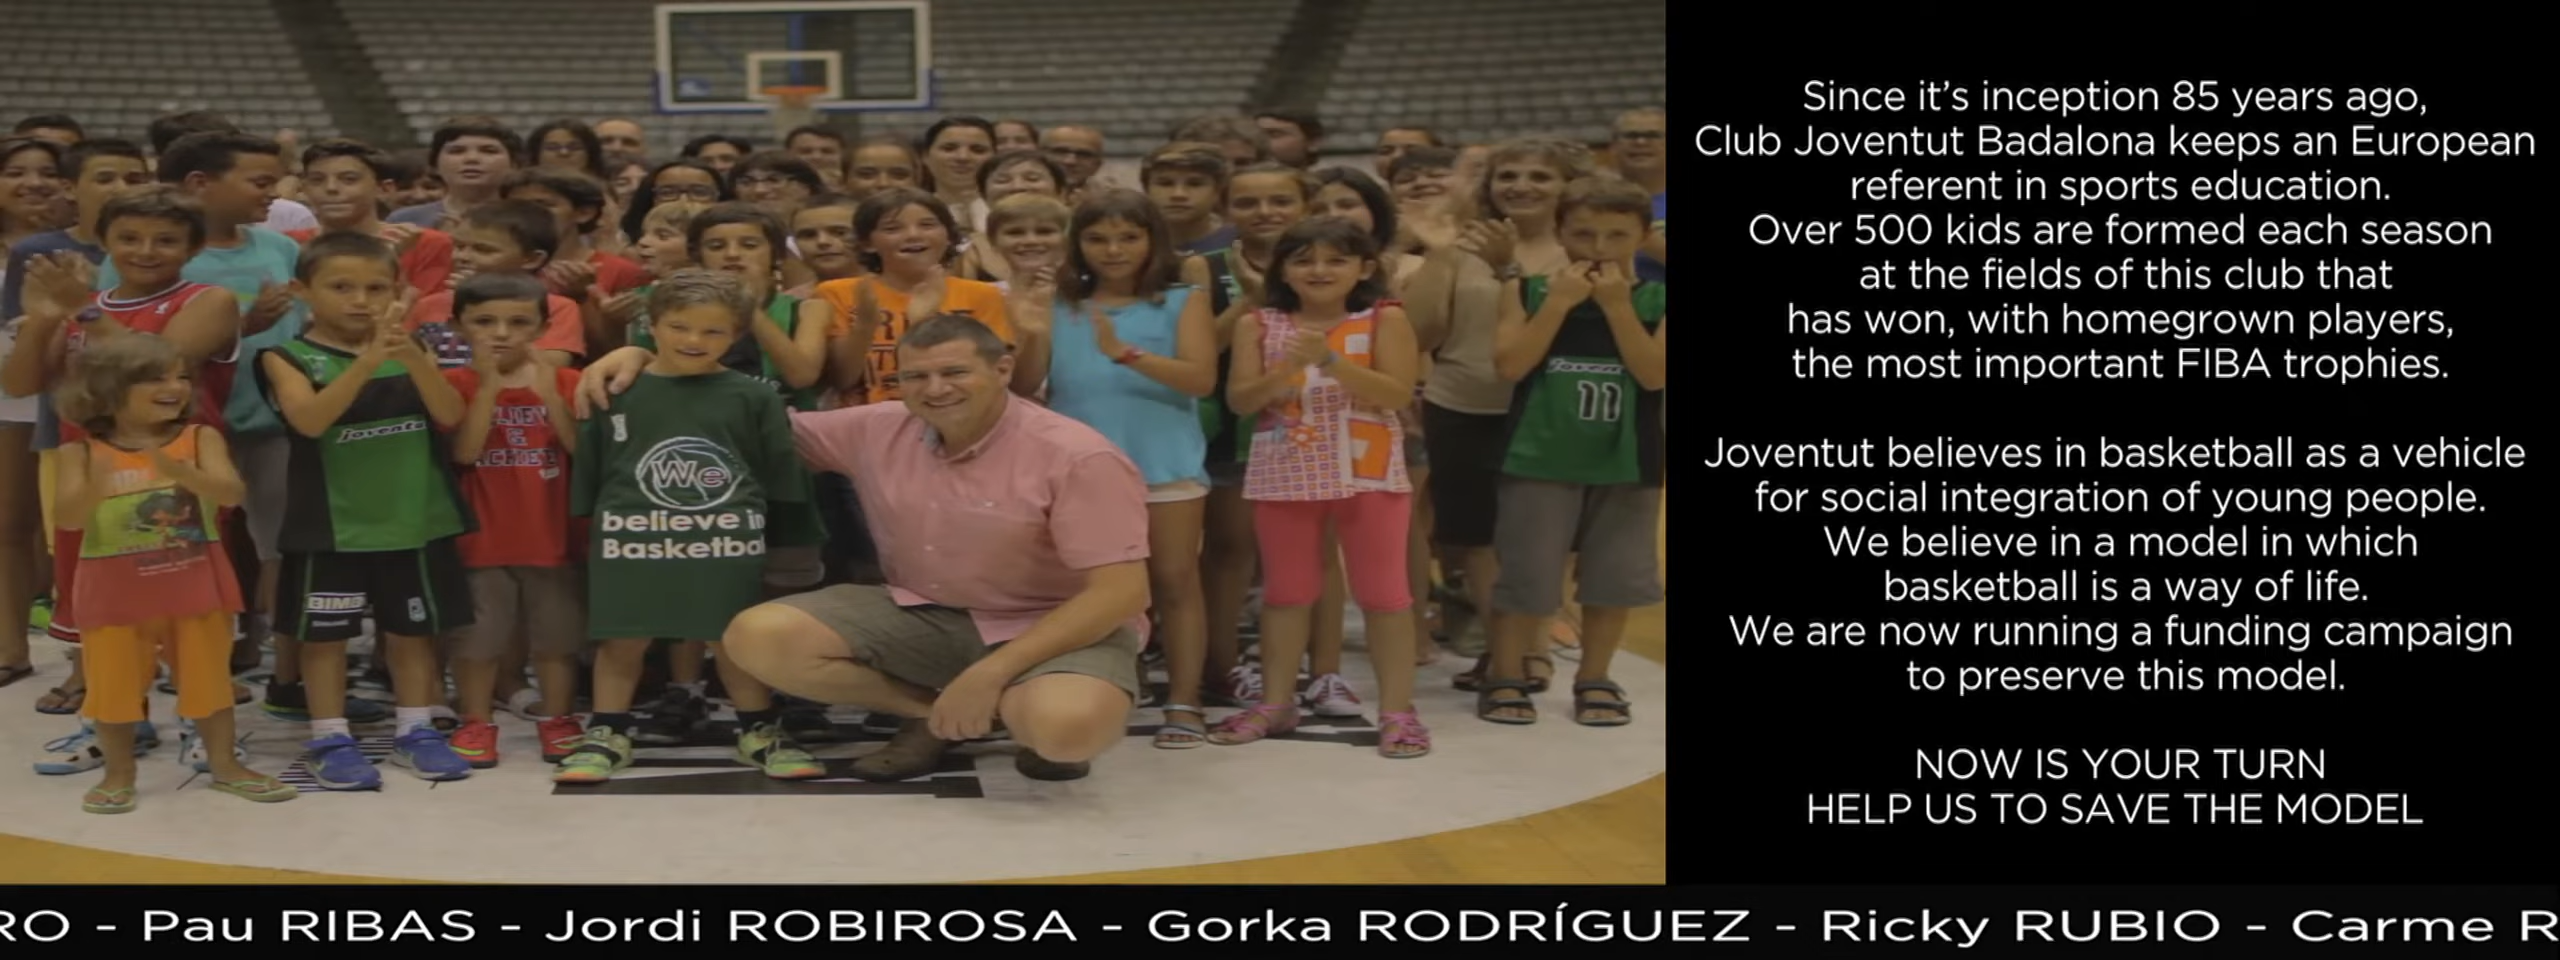 Since it's inception 85 years ago,
Club Joventut Badalona keeps an European
referent in sports education.
Over 500 kids are formed each season
at the fields of this club that
has won, with homegrown players,
the most important FIBA trophies.
Joventut believes in basketball as a vehicle
for social integration of young people.
We believe in a model in which
basketball is a way of life.
We are now running a funding campaign
to preserve this model.
NOW IS YOUR TURN
HELP US TO SAVE THE MODEL
We
believe in
Basketbal
11
BIMBO
RO - Pau RIBAS - Jordi ROBIROSA - Gorka RODRÍGUEZ - Ricky RUBIO - Carme R